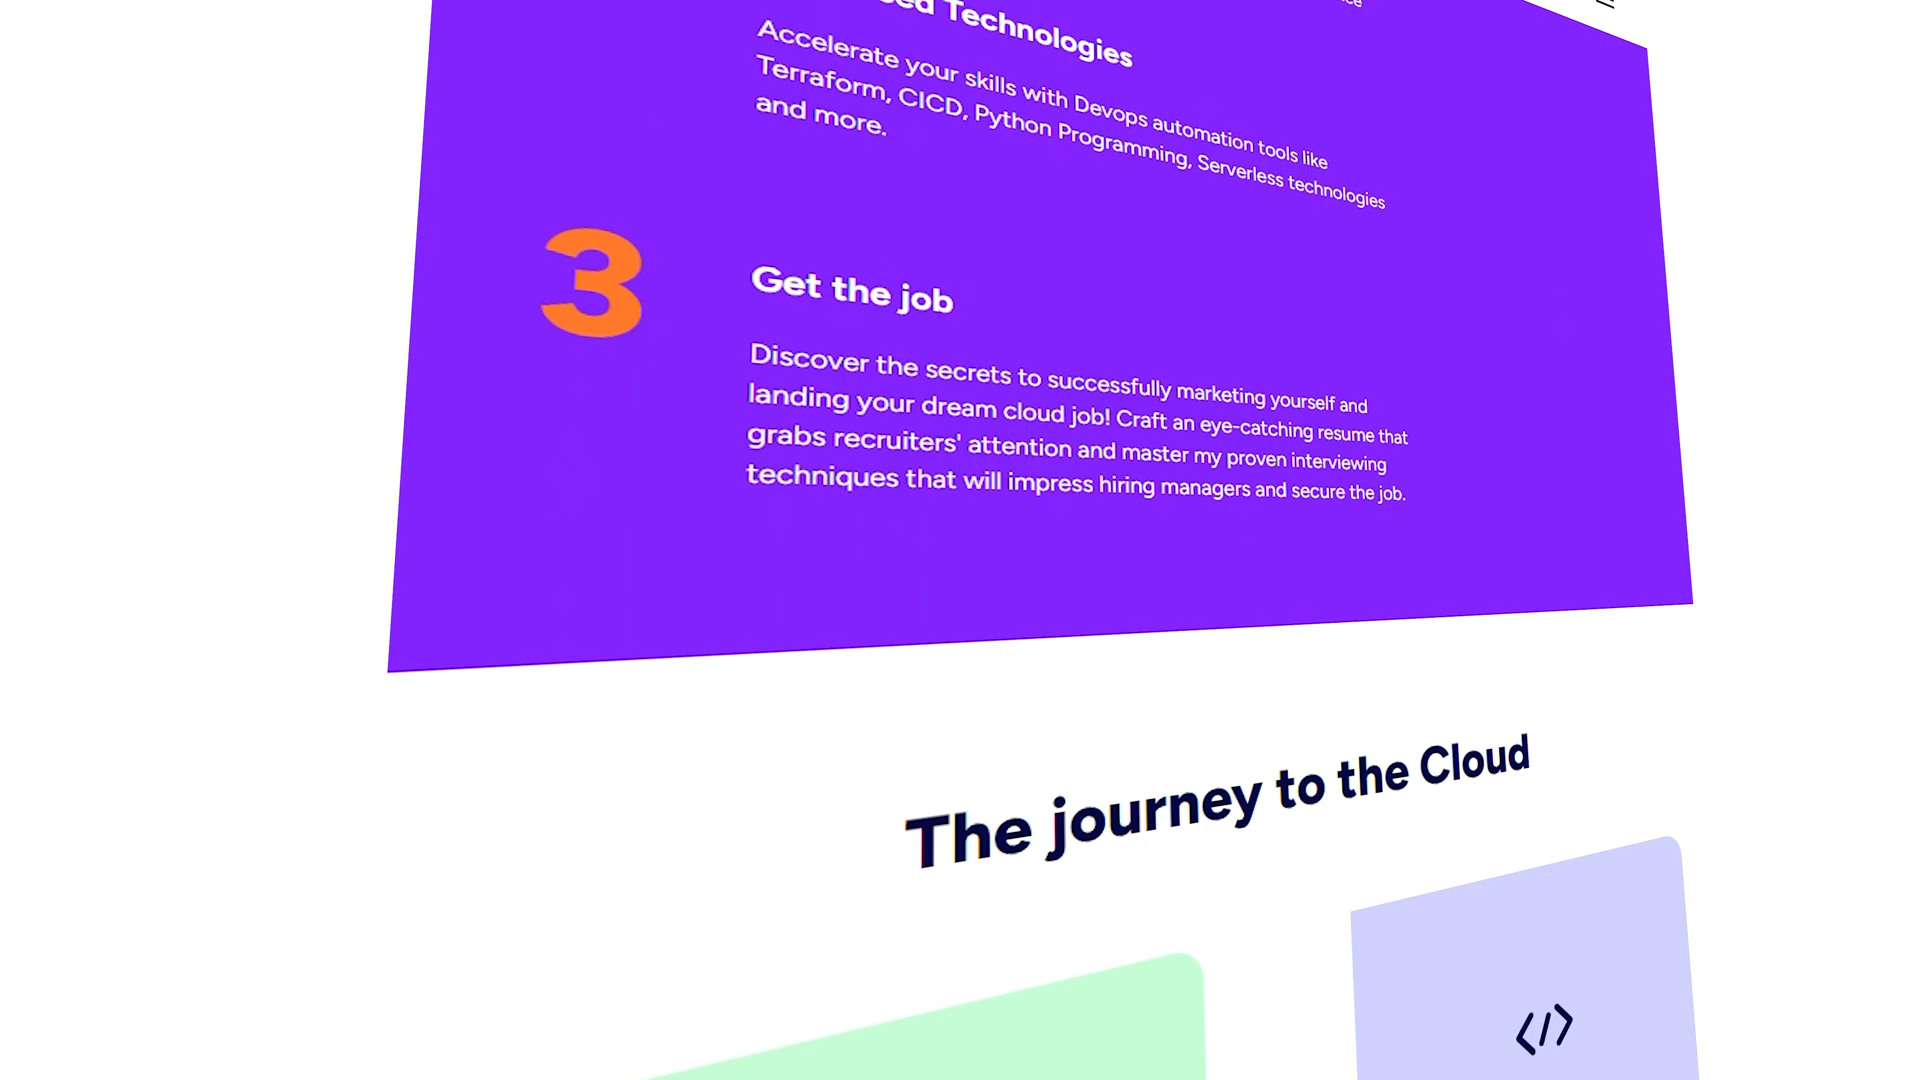 Technologies
Accelerate your skills with Devops automation tools like
Terraform, CICD, Python Programming, Serverless technologies
and more.
3
Get the job
Discover the secrets to successfully marketing yourself and
landing your dream cloud job! Craft an eye-catching resume that
grabs recruiters' attention and master my proven interviewing
techniques that will impress hiring managers and secure the job.
The journey to the Cloud